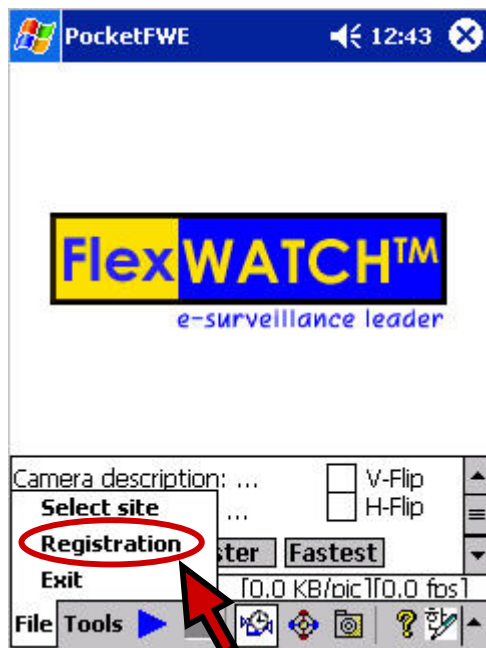 PocketFWE 12:43
FlexWATCH™
e-surveillance leader
Camera description: ... V-Flip
Select site ... H-Flip
Registration ster Fastest
Exit [0.0 KB/pic][0.0 fps]
File Tools ?